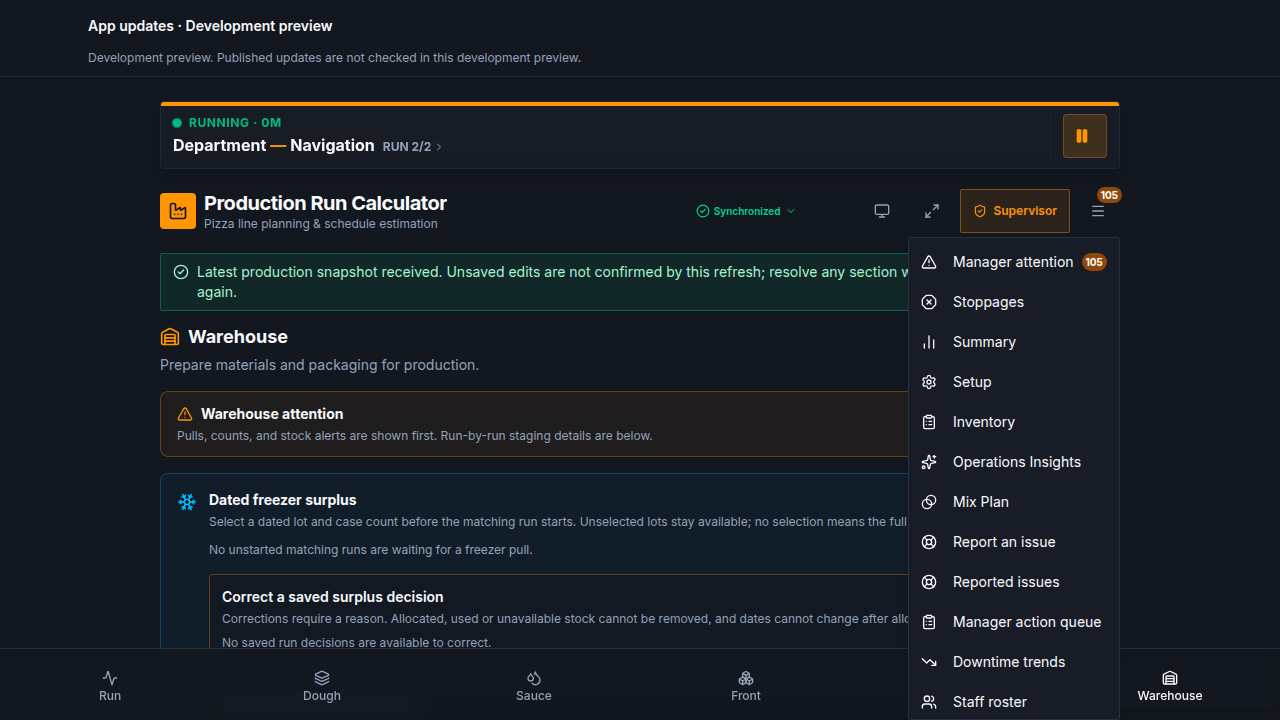 App updates · Development preview
Development preview. Published updates are not checked in this development preview.
RUNNING · 0M
Department — Navigation RUN 2/2
Production Run Calculator
Pizza line planning & schedule estimation
Synchronized
Supervisor
105
Latest production snapshot received. Unsaved edits are not confirmed by this refresh; resolve any section w
again.
Warehouse
Prepare materials and packaging for production.
Warehouse attention
Pulls, counts, and stock alerts are shown first. Run-by-run staging details are below.
Dated freezer surplus
Select a dated lot and case count before the matching run starts. Unselected lots stay available; no selection means the full
No unstarted matching runs are waiting for a freezer pull.
Correct a saved surplus decision
Corrections require a reason. Allocated, used or unavailable stock cannot be removed, and dates cannot change after allo
No saved run decisions are available to correct.
Manager attention 105
Stoppages
Summary
Setup
Inventory
Operations Insights
Mix Plan
Report an issue
Reported issues
Manager action queue
Downtime trends
Staff roster
Run
Dough
Sauce
Front
Warehouse